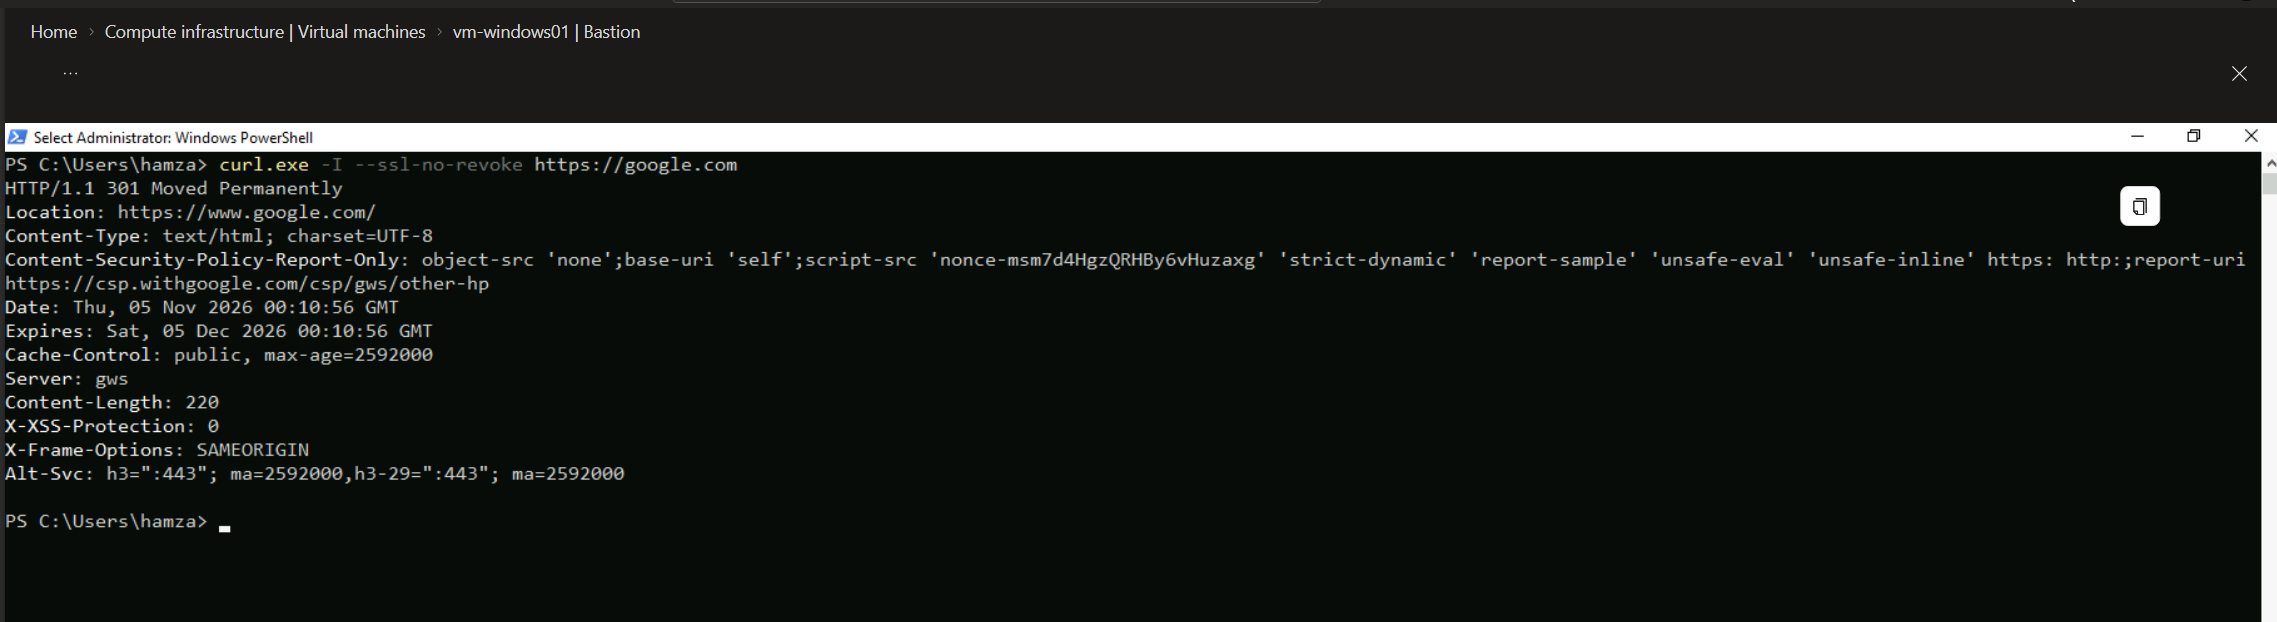 Home > Compute infrastructure | Virtual machines > vm-windows01 | Bastion
...
Select Administrator: Windows PowerShell
PS C:\Users\hamza> curl.exe -I --ssl-no-revoke https://google.com
HTTP/1.1 301 Moved Permanently
Location: https://www.google.com/
Content-Type: text/html; charset=UTF-8
Content-Security-Policy-Report-Only: object-src 'none';base-uri 'self';script-src 'nonce-msm7d4HgzQRHBy6vHuzaxg' 'strict-dynamic' 'report-sample' 'unsafe-eval' 'unsafe-inline' https: http:;report-uri
https://csp.withgoogle.com/csp/gws/other-hp
Date: Thu, 05 Nov 2026 00:10:56 GMT
Expires: Sat, 05 Dec 2026 00:10:56 GMT
Cache-Control: public, max-age=2592000
Server: gws
Content-Length: 220
X-XSS-Protection: 0
X-Frame-Options: SAMEORIGIN
Alt-Svc: h3=":443"; ma=2592000,h3-29=":443"; ma=2592000
PS C:\Users\hamza>